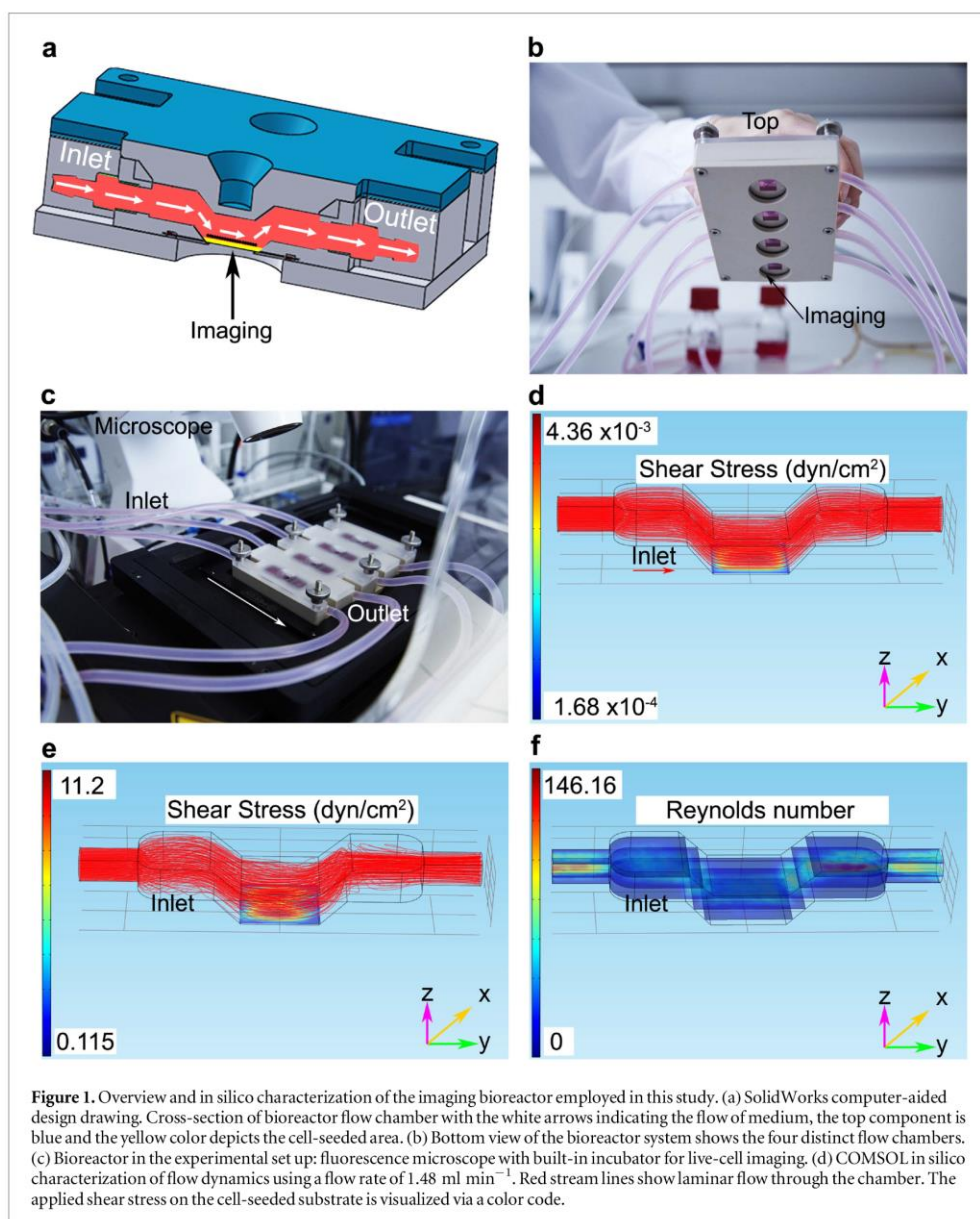 a
Inlet
Outlet
Imaging
b
Top
Imaging
c
Microscope
Inlet
Outlet
d
4.36 x10⁻³
Shear Stress (dyn/cm²)
Inlet
1.68 x10⁻⁴
z
x
y
e
11.2
Shear Stress (dyn/cm²)
Inlet
0.115
z
x
y
f
146.16
Reynolds number
Inlet
0
z
x
y
Figure 1. Overview and in silico characterization of the imaging bioreactor employed in this study. (a) SolidWorks computer-aided
design drawing. Cross-section of bioreactor flow chamber with the white arrows indicating the flow of medium, the top component is
blue and the yellow color depicts the cell-seeded area. (b) Bottom view of the bioreactor system shows the four distinct flow chambers.
(c) Bioreactor in the experimental set up: fluorescence microscope with built-in incubator for live-cell imaging. (d) COMSOL in silico
characterization of flow dynamics using a flow rate of 1.48 ml min⁻¹. Red stream lines show laminar flow through the chamber. The
applied shear stress on the cell-seeded substrate is visualized via a color code.